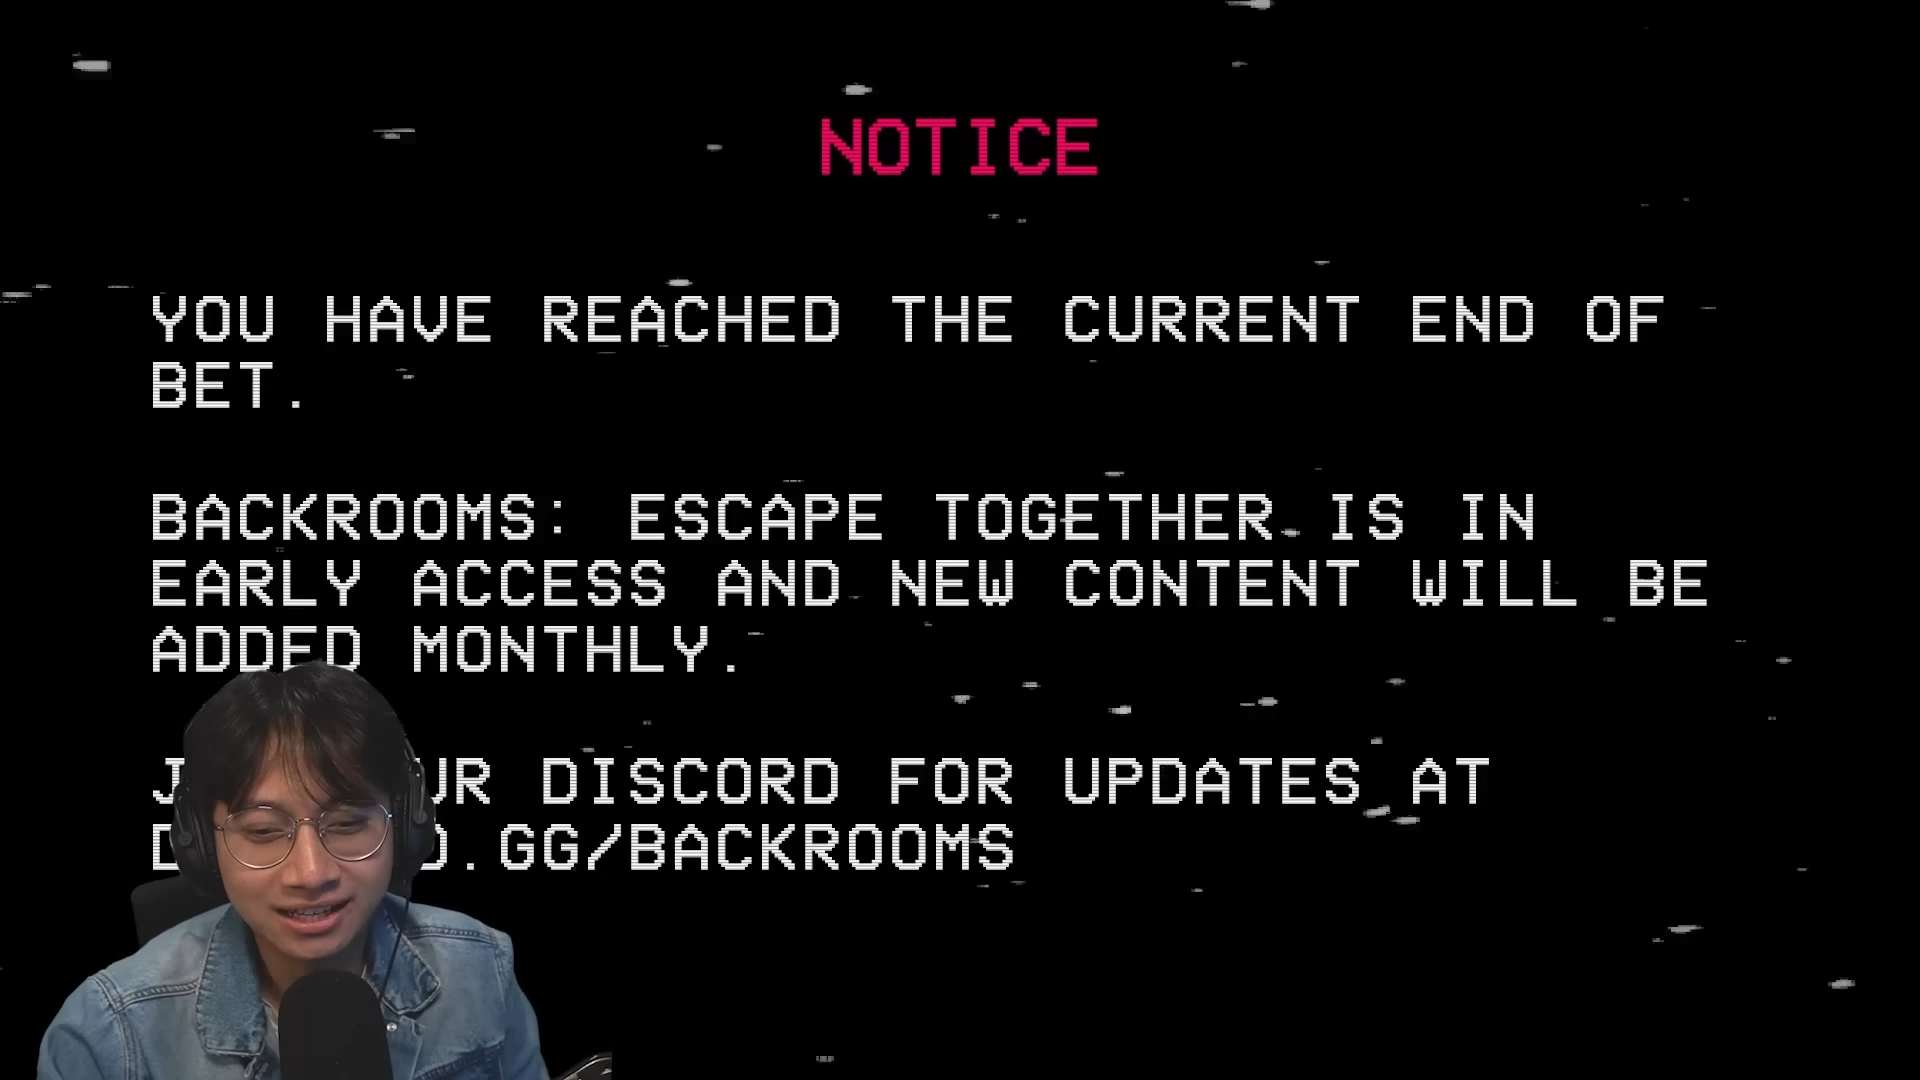 NOTICE
YOU HAVE REACHED THE CURRENT END OF
BET.
BACKROOMS: ESCAPE TOGETHER IS IN
EARLY ACCESS AND NEW CONTENT WILL BE
ADDED MONTHLY.
DISCORD FOR UPDATES AT
.GG/BACKROOMS